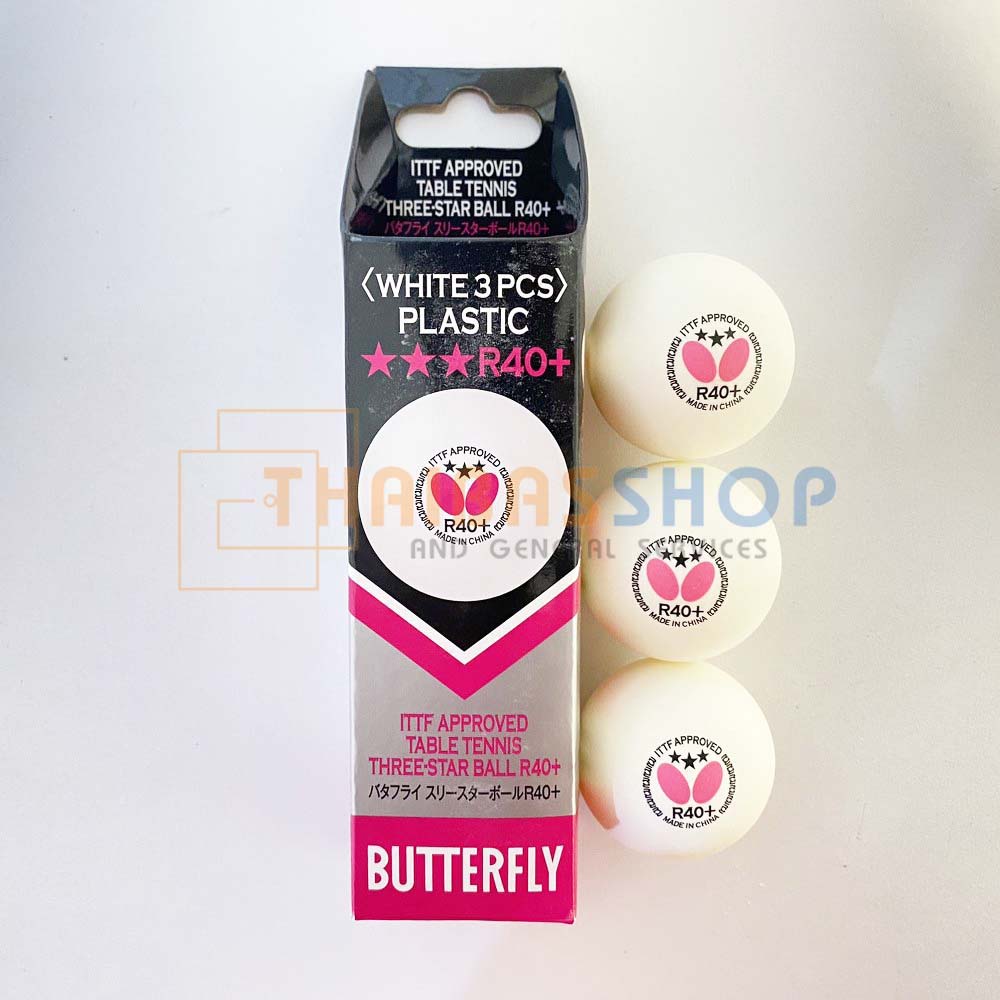 ITTF APPROVED
TABLE TENNIS
THREE-STAR BALL R40+
バタフライ スリースターボールR40+
〈WHITE 3 PCS〉
PLASTIC
★★★R40+
ITTF APPROVED
★★★
R40+
MADE IN CHINA
ITTF APPROVED
TABLE TENNIS
THREE-STAR BALL R40+
バタフライ スリースターボールR40+
BUTTERFLY
ITTF APPROVED
★★★
R40+
MADE IN CHINA
ITTF APPROVED
★★★
R40+
MADE IN CHINA
ITTF APPROVED
★★★
R40+
MADE IN CHINA
SHOP
AND GENERAL SERVICES